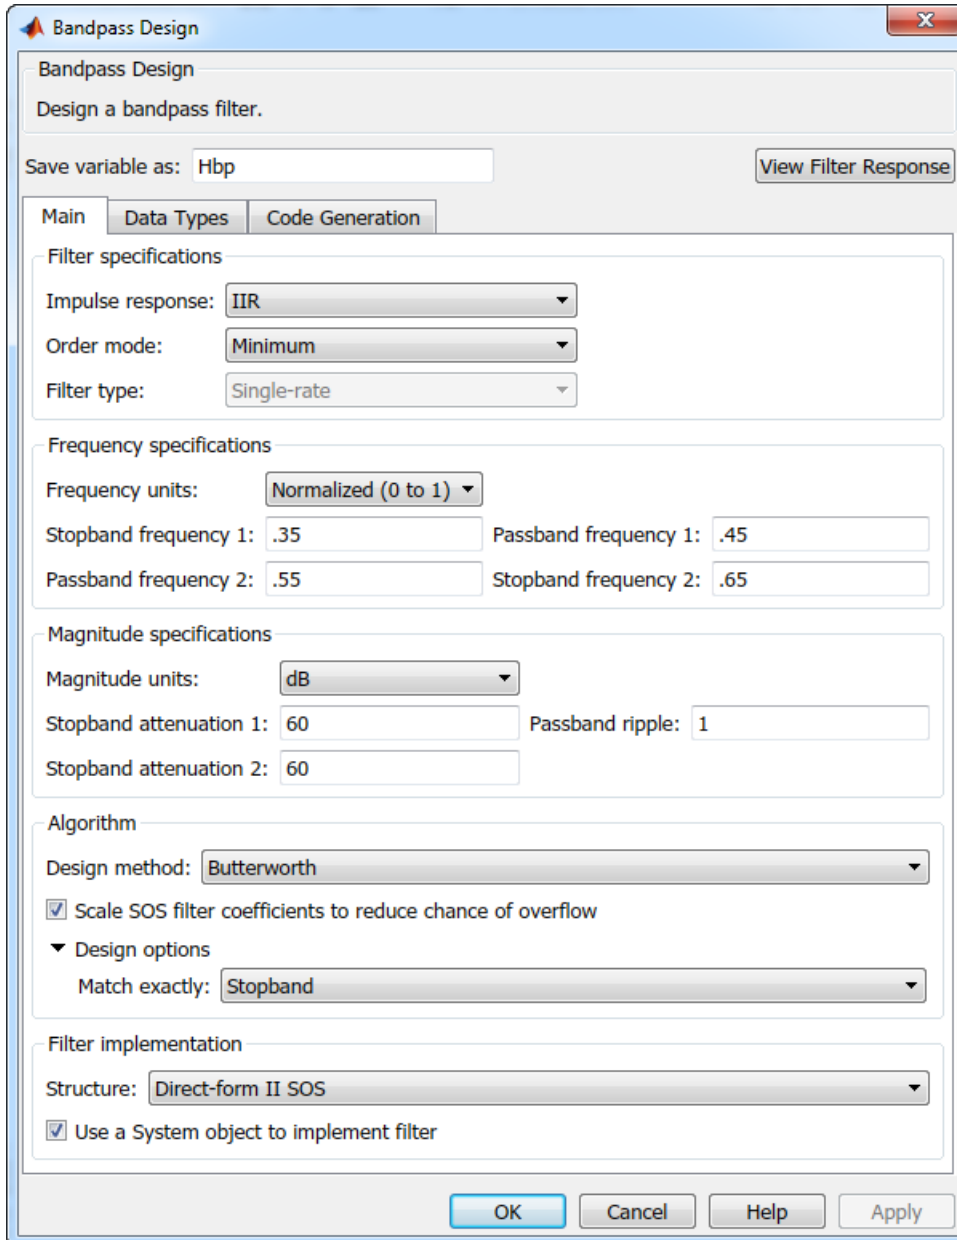 Bandpass Design
Bandpass Design
Design a bandpass filter.
Save variable as: Hbp View Filter Response
Main Data Types Code Generation
Filter specifications
Impulse response: IIR
Order mode: Minimum
Filter type: Single-rate
Frequency specifications
Frequency units: Normalized (0 to 1)
Stopband frequency 1: .35 Passband frequency 1: .45
Passband frequency 2: .55 Stopband frequency 2: .65
Magnitude specifications
Magnitude units: dB
Stopband attenuation 1: 60 Passband ripple: 1
Stopband attenuation 2: 60
Algorithm
Design method: Butterworth
Scale SOS filter coefficients to reduce chance of overflow
Design options
Match exactly: Stopband
Filter implementation
Structure: Direct-form II SOS
Use a System object to implement filter
OK Cancel Help Apply